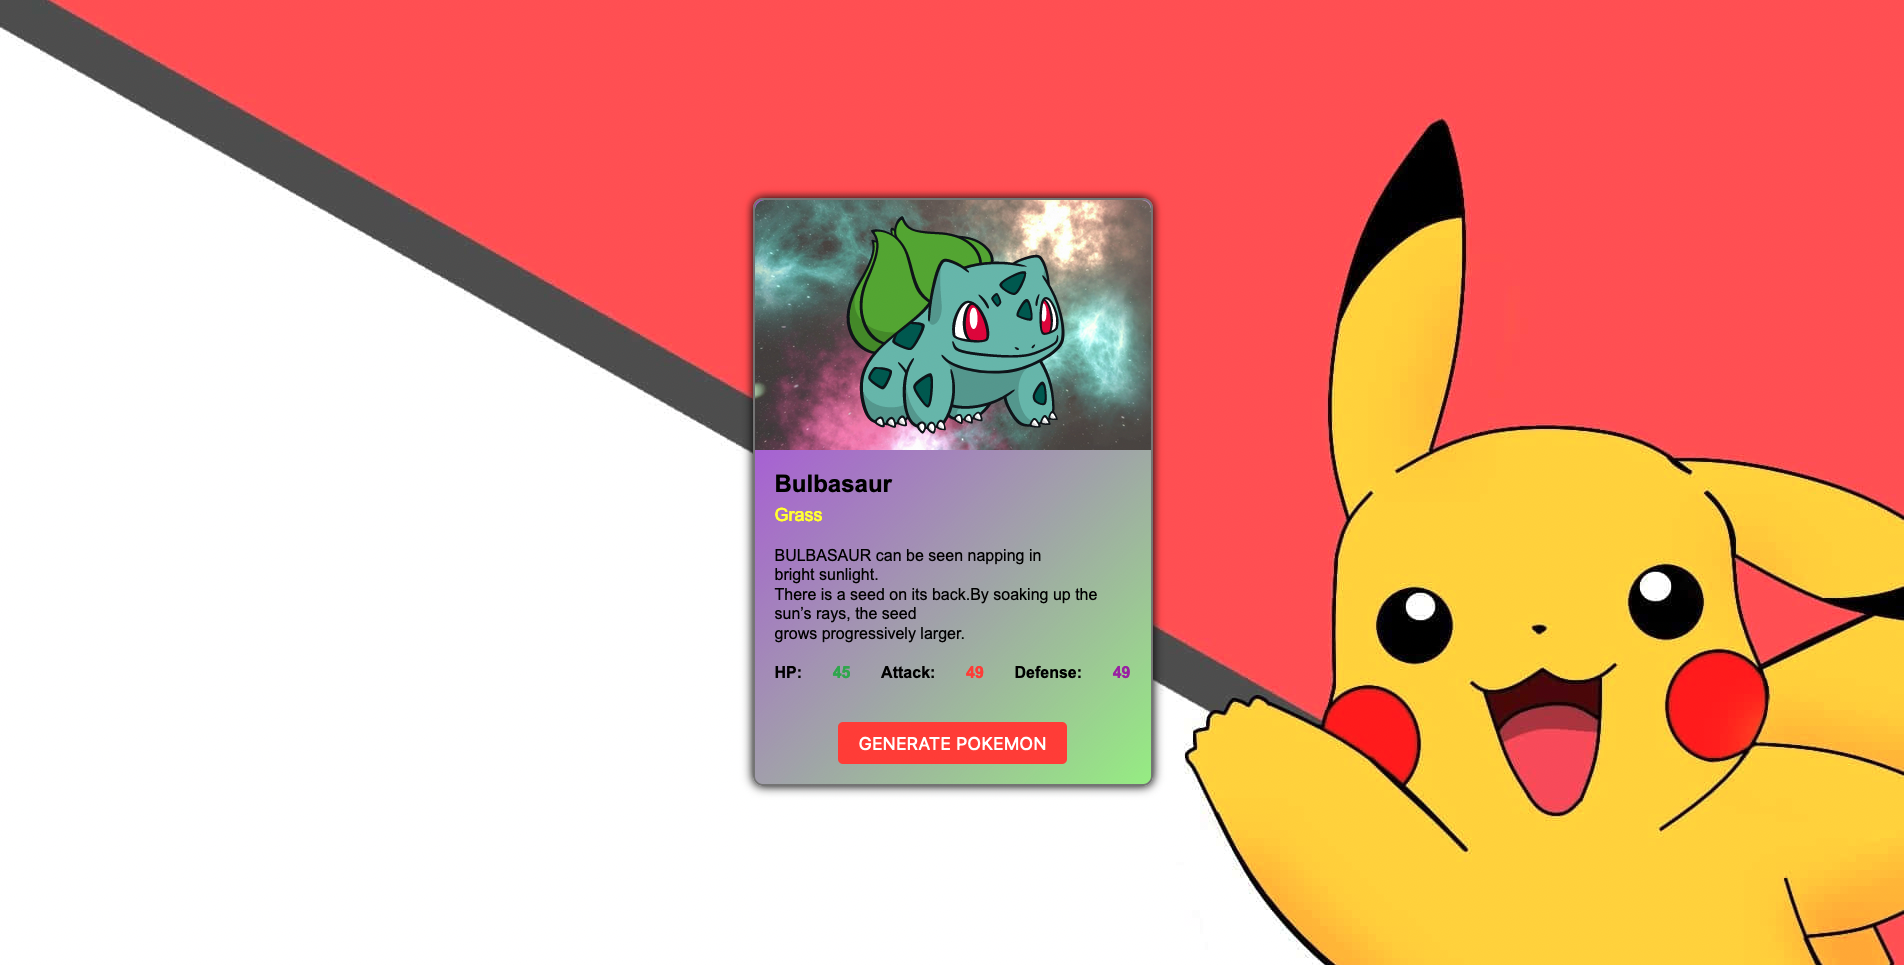 Bulbasaur
Grass
BULBASAUR can be seen napping in
bright sunlight.
There is a seed on its back.By soaking up the
sun’s rays, the seed
grows progressively larger.
HP: 45 Attack: 49 Defense: 49
GENERATE POKEMON